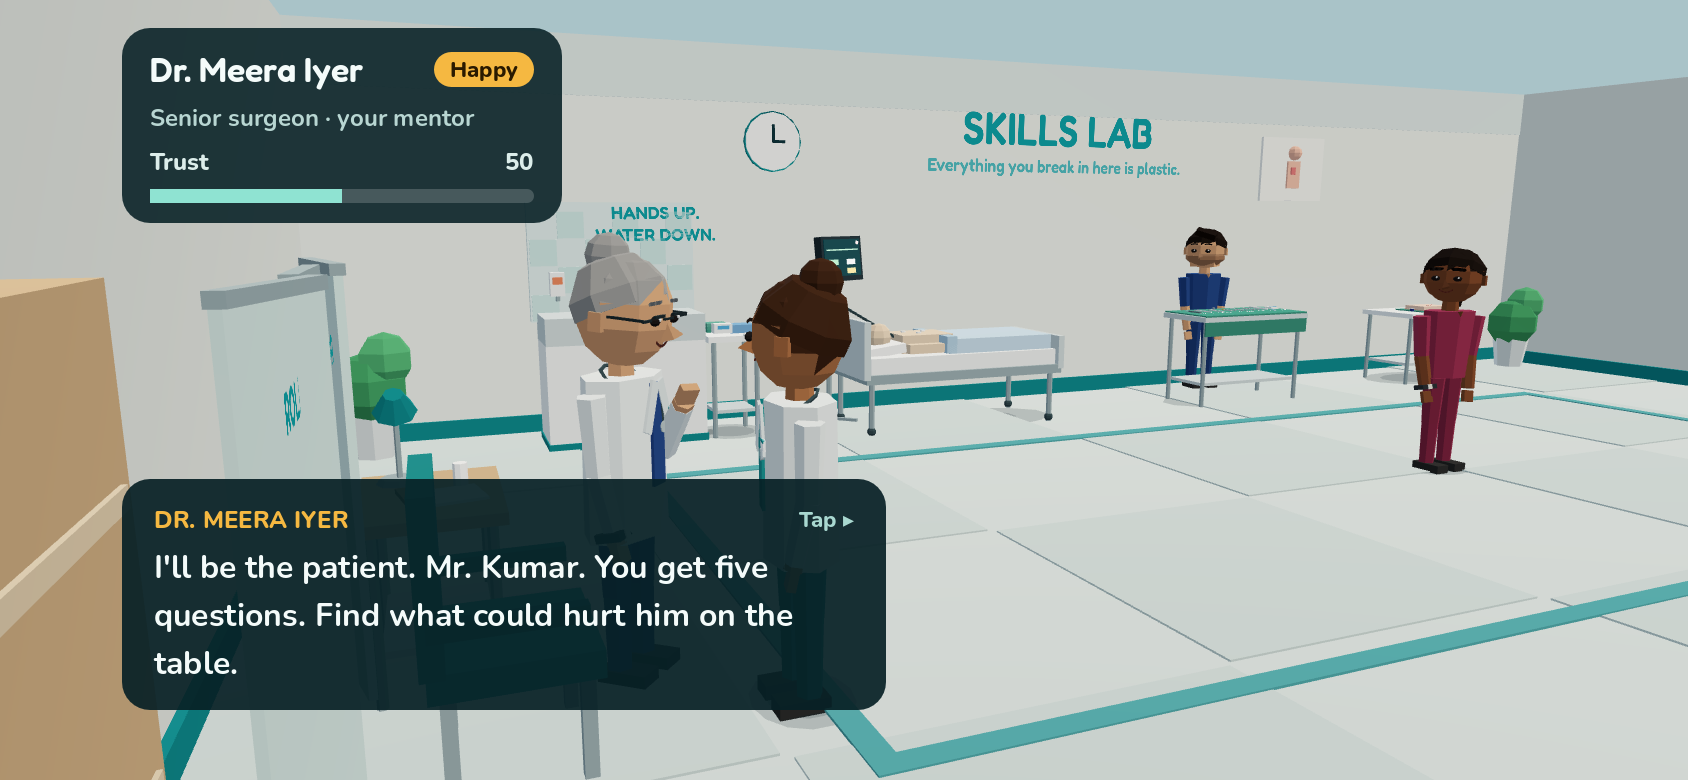 Dr. Meera Iyer
Happy
Senior surgeon · your mentor
Trust
50
SKILLS LAB
Everything you break in here is plastic.
HANDS UP.
WATER DOWN.
DR. MEERA IYER
Tap ▸
I'll be the patient. Mr. Kumar. You get five
questions. Find what could hurt him on the
table.